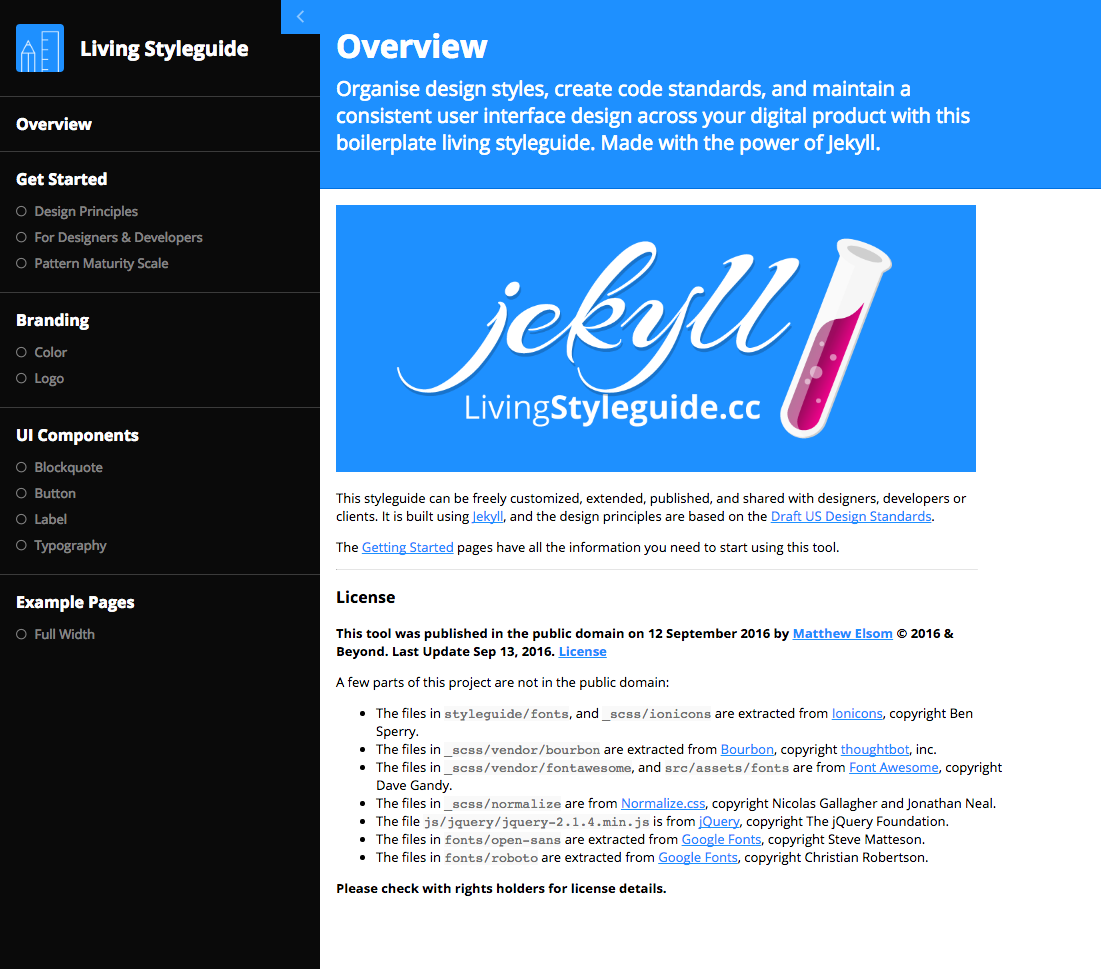 Living Styleguide
Overview
Get Started
Design Principles
For Designers & Developers
Pattern Maturity Scale
Branding
Color
Logo
UI Components
Blockquote
Button
Label
Typography
Example Pages
Full Width
Overview
Organise design styles, create code standards, and maintain a
consistent user interface design across your digital product with this
boilerplate living styleguide. Made with the power of Jekyll.
jekyll
LivingStyleguide.cc
This styleguide can be freely customized, extended, published, and shared with designers, developers or
clients. It is built using Jekyll, and the design principles are based on the Draft US Design Standards.
The Getting Started pages have all the information you need to start using this tool.
License
This tool was published in the public domain on 12 September 2016 by Matthew Elsom © 2016 &
Beyond. Last Update Sep 13, 2016. License
A few parts of this project are not in the public domain:
The files in styleguide/fonts, and _scss/ionicons are extracted from Ionicons, copyright Ben
Sperry.
The files in _scss/vendor/bourbon are extracted from Bourbon, copyright thoughtbot, inc.
The files in _scss/vendor/fontawesome, and src/assets/fonts are from Font Awesome, copyright
Dave Gandy.
The files in _scss/normalize are from Normalize.css, copyright Nicolas Gallagher and Jonathan Neal.
The file js/jquery/jquery-2.1.4.min.js is from jQuery, copyright The jQuery Foundation.
The files in fonts/open-sans are extracted from Google Fonts, copyright Steve Matteson.
The files in fonts/roboto are extracted from Google Fonts, copyright Christian Robertson.
Please check with rights holders for license details.